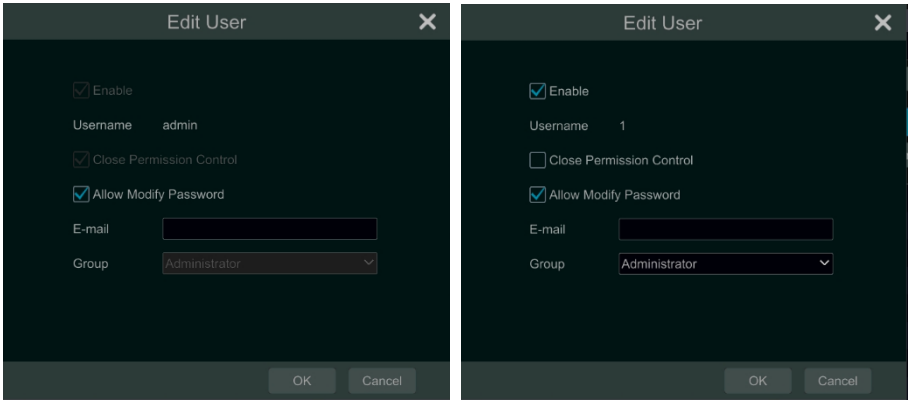 Edit User
Enable
Username admin
Close Permission Control
Allow Modify Password
E-mail
Group Administrator
OK Cancel
Edit User
Enable
Username 1
Close Permission Control
Allow Modify Password
E-mail
Group Administrator
OK Cancel